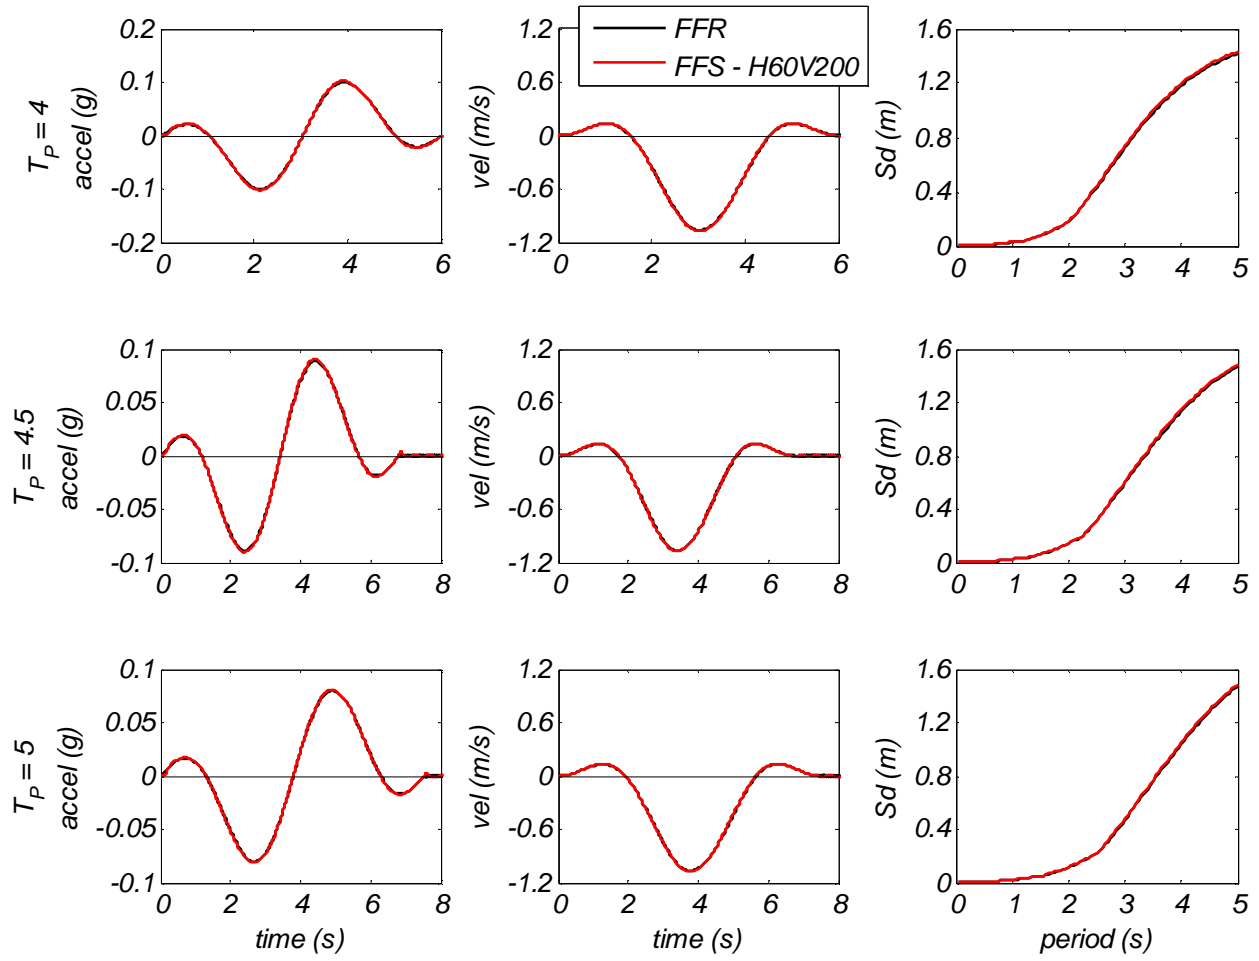 FFR
FFS - H60V200
T_P = 4
accel (g)
0.2
0.1
0
-0.1
-0.2
0 2 4 6
vel (m/s)
1.2
0.6
0
-0.6
-1.2
0 2 4 6
Sd (m)
1.6
1.2
0.8
0.4
0
0 1 2 3 4 5
T_P = 4.5
accel (g)
0.1
0.05
0
-0.05
-0.1
0 2 4 6 8
vel (m/s)
1.2
0.6
0
-0.6
-1.2
0 2 4 6 8
Sd (m)
1.6
1.2
0.8
0.4
0
0 1 2 3 4 5
T_P = 5
accel (g)
0.1
0.05
0
-0.05
-0.1
0 2 4 6 8
time (s)
vel (m/s)
1.2
0.6
0
-0.6
-1.2
0 2 4 6 8
time (s)
Sd (m)
1.6
1.2
0.8
0.4
0
0 1 2 3 4 5
period (s)